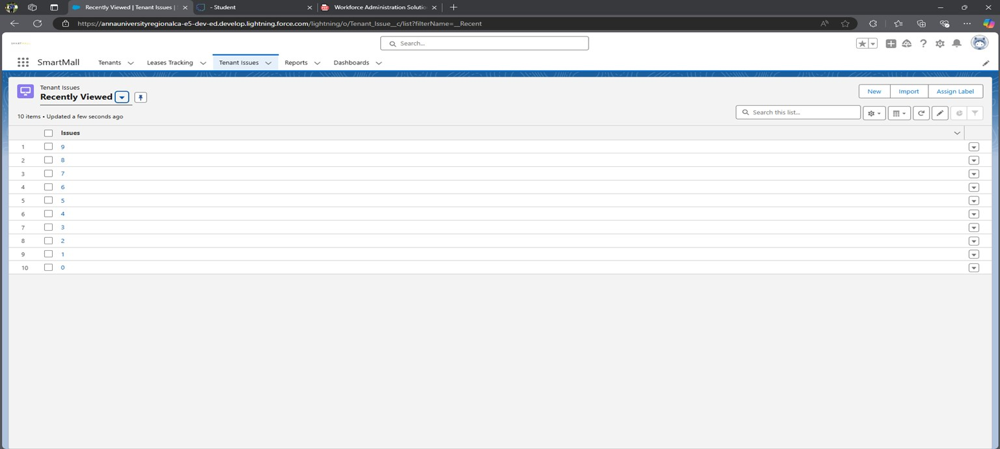 Recently Viewed | Tenant Issues |
- Student
Workforce Administration Solutio
https://annauniversityregionalca-e5-dev-ed.develop.lightning.force.com/lightning/o/Tenant_Issue__c/list?filterName=__Recent
SMARTMALL
Search...
SmartMall
Tenants
Leases Tracking
Tenant Issues
Reports
Dashboards
Tenant Issues
Recently Viewed
New
Import
Assign Label
10 items • Updated a few seconds ago
Search this list...
Issues
1 9
2 8
3 7
4 6
5 5
6 4
7 3
8 2
9 1
10 0